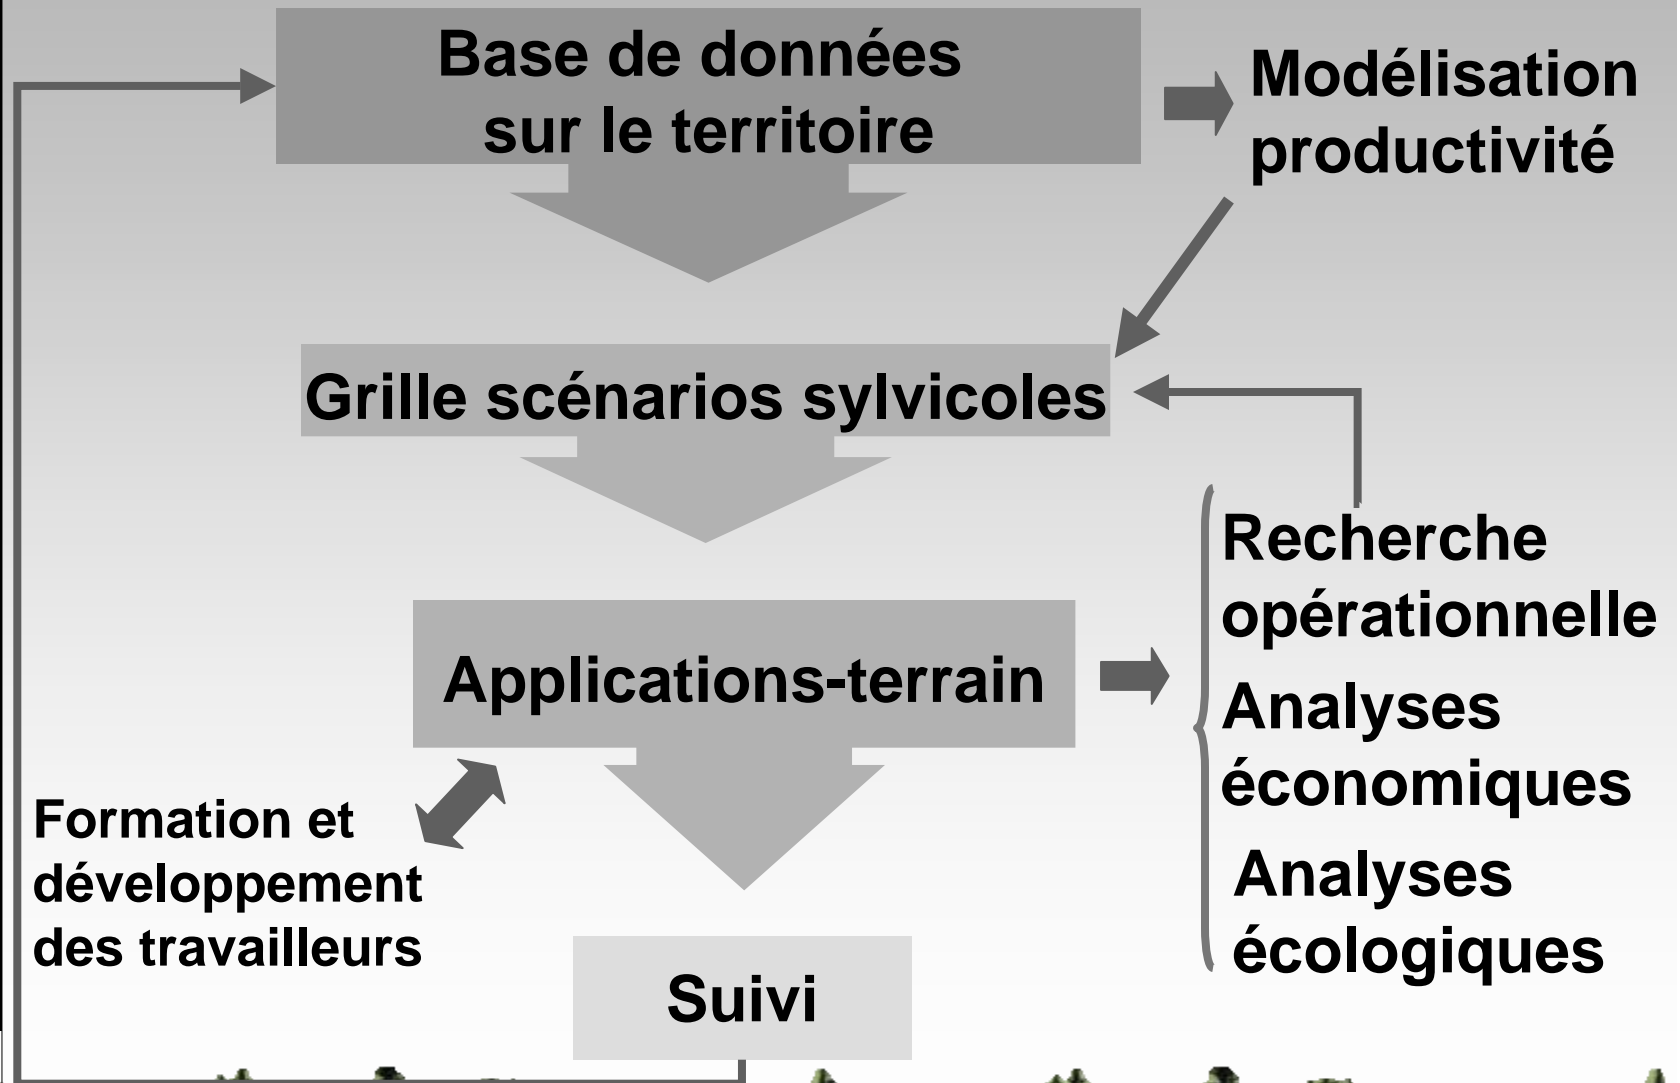 Base de données
sur le territoire
Modélisation
productivité
Grille scénarios sylvicoles
Recherche
opérationnelle
Analyses
économiques
Analyses
écologiques
Applications-terrain
Formation et
développement
des travailleurs
Suivi